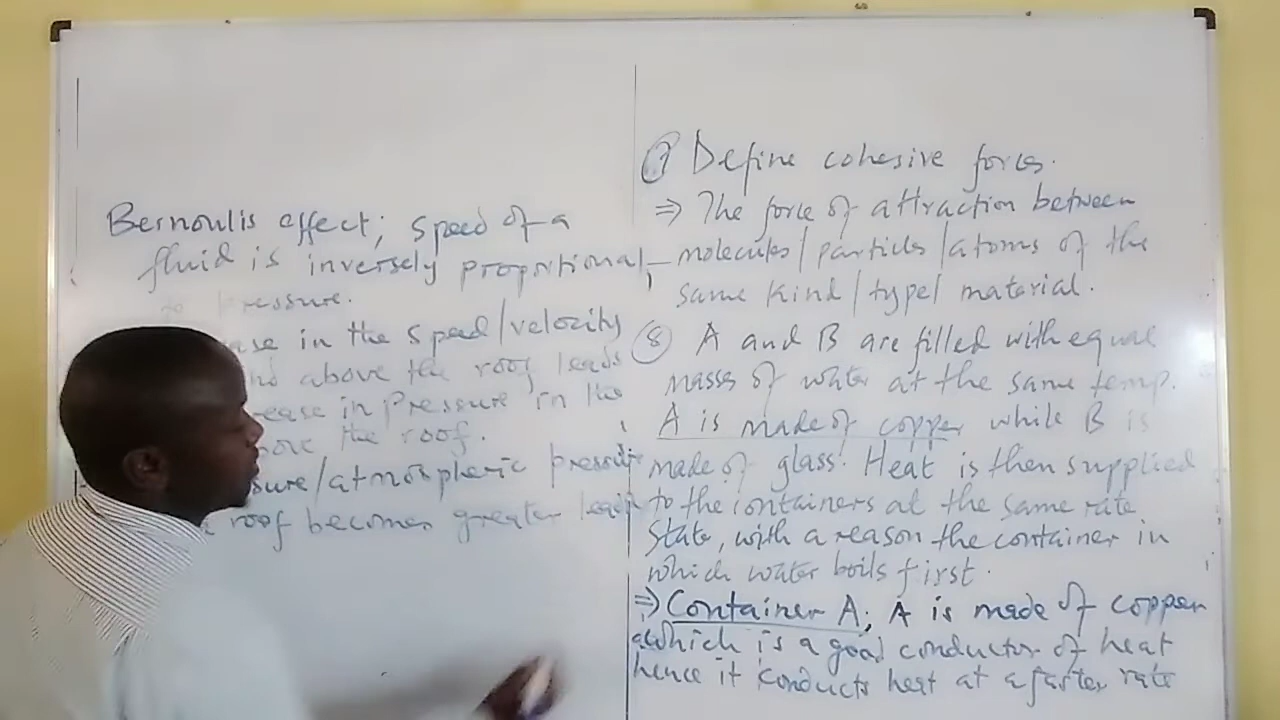 Bernoulis effect; speed of a
fluid is inversely proportional
to pressure.
ase in the speed/velocity
above the roof leads
rease in pressure in the
ove the roof.
sure/atmospheric pressure
roof becomes greater
7 Define cohesive forces.
⇒ The force of attraction between
molecules/particles/atoms of the
same kind/type/material.
8 A and B are filled with equal
masses of water at the same temp.
A is made of copper while B is
made of glass. Heat is then supplied
to the containers at the same rate
state, with a reason the container in
which water boils first.
⇒ Container A; A is made of copper
which is a good conductor of heat
hence it conducts heat at a faster rate